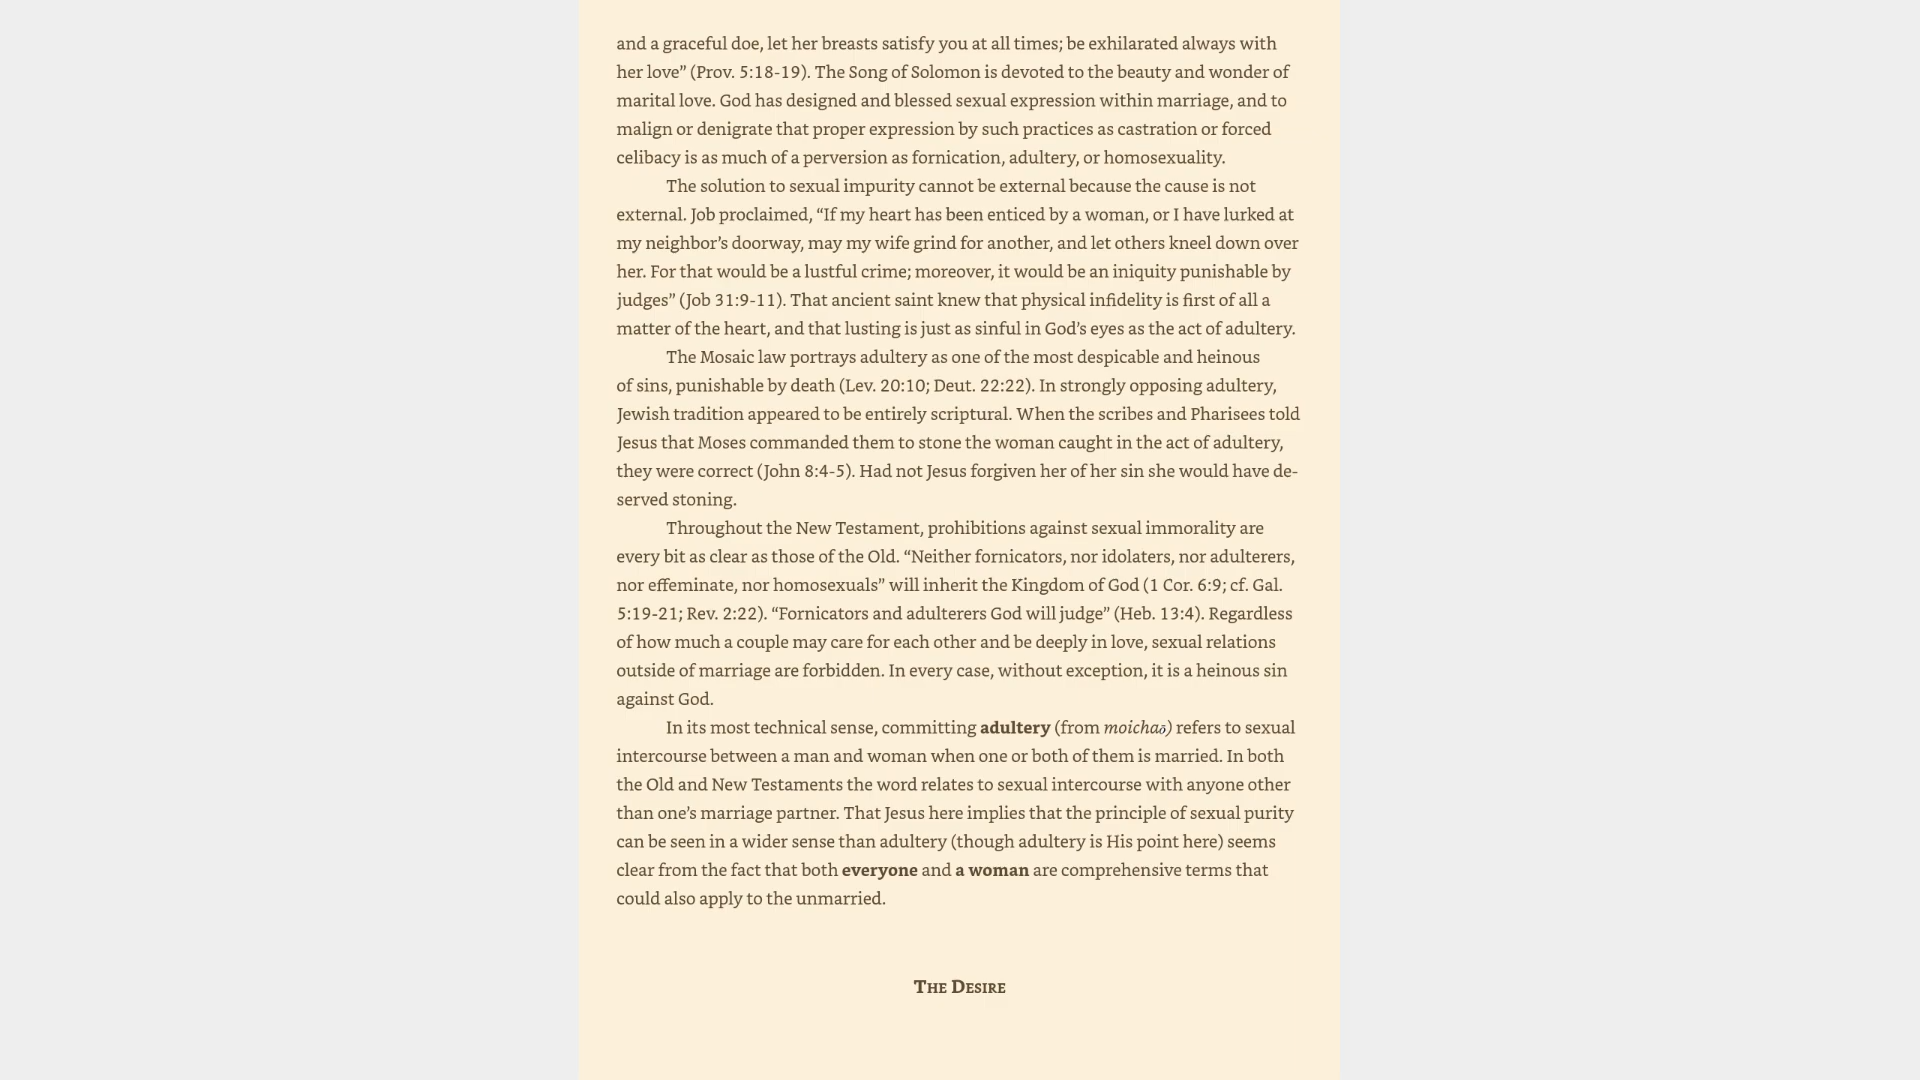 and a graceful doe, let her breasts satisfy you at all times; be exhilarated always with
her love” (Prov. 5:18-19). The Song of Solomon is devoted to the beauty and wonder of
marital love. God has designed and blessed sexual expression within marriage, and to
malign or denigrate that proper expression by such practices as castration or forced
celibacy is as much of a perversion as fornication, adultery, or homosexuality.
The solution to sexual impurity cannot be external because the cause is not
external. Job proclaimed, “If my heart has been enticed by a woman, or I have lurked at
my neighbor’s doorway, may my wife grind for another, and let others kneel down over
her. For that would be a lustful crime; moreover, it would be an iniquity punishable by
judges” (Job 31:9-11). That ancient saint knew that physical infidelity is first of all a
matter of the heart, and that lusting is just as sinful in God’s eyes as the act of adultery.
The Mosaic law portrays adultery as one of the most despicable and heinous
of sins, punishable by death (Lev. 20:10; Deut. 22:22). In strongly opposing adultery,
Jewish tradition appeared to be entirely scriptural. When the scribes and Pharisees told
Jesus that Moses commanded them to stone the woman caught in the act of adultery,
they were correct (John 8:4-5). Had not Jesus forgiven her of her sin she would have de-
served stoning.
Throughout the New Testament, prohibitions against sexual immorality are
every bit as clear as those of the Old. “Neither fornicators, nor idolaters, nor adulterers,
nor effeminate, nor homosexuals” will inherit the Kingdom of God (1 Cor. 6:9; cf. Gal.
5:19-21; Rev. 2:22). “Fornicators and adulterers God will judge” (Heb. 13:4). Regardless
of how much a couple may care for each other and be deeply in love, sexual relations
outside of marriage are forbidden. In every case, without exception, it is a heinous sin
against God.
In its most technical sense, committing adultery (from moichaō) refers to sexual
intercourse between a man and woman when one or both of them is married. In both
the Old and New Testaments the word relates to sexual intercourse with anyone other
than one’s marriage partner. That Jesus here implies that the principle of sexual purity
can be seen in a wider sense than adultery (though adultery is His point here) seems
clear from the fact that both everyone and a woman are comprehensive terms that
could also apply to the unmarried.
The Desire